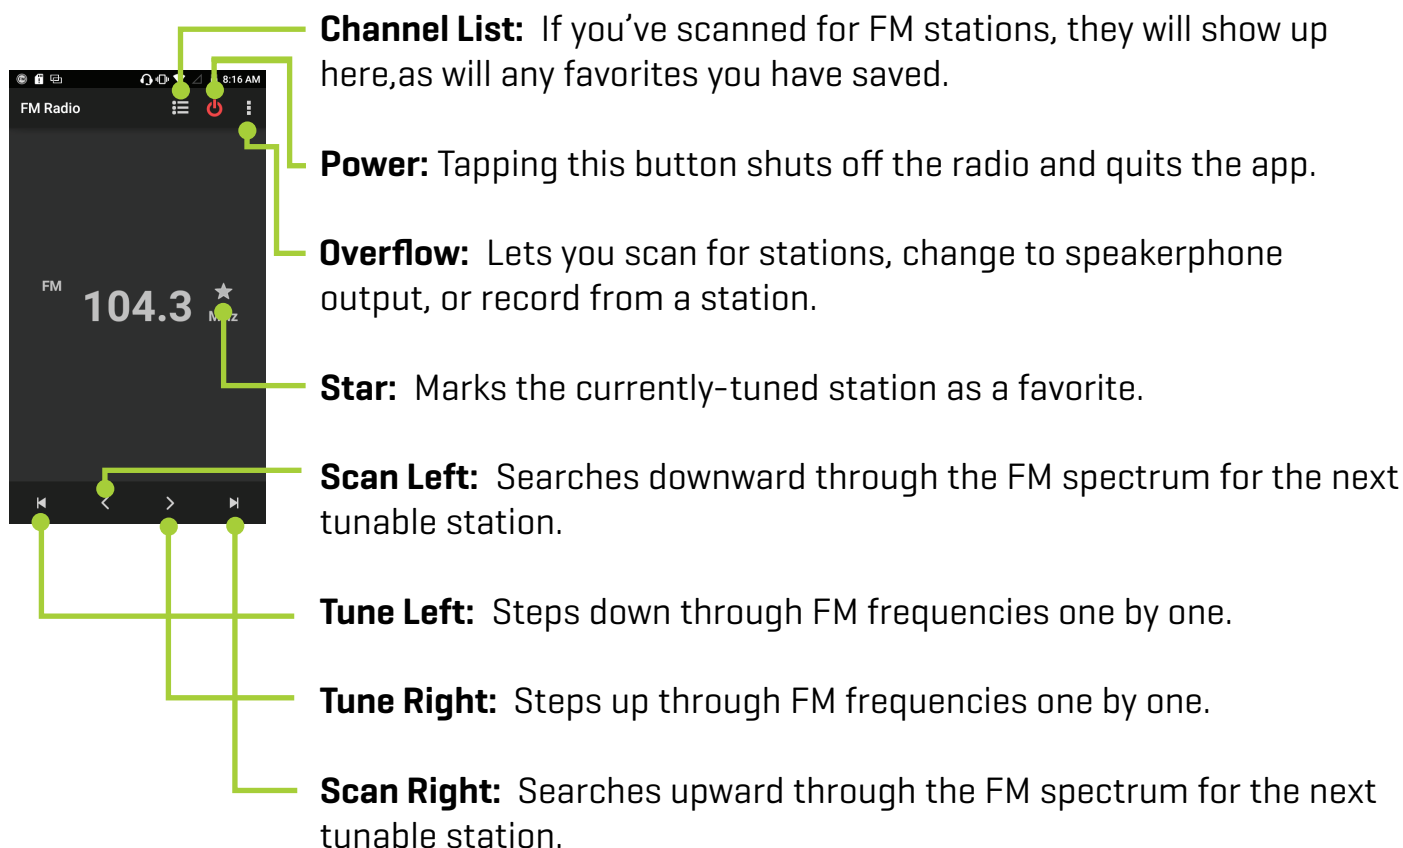 Channel List: If you’ve scanned for FM stations, they will show up
here,as will any favorites you have saved.
8:16 AM
FM Radio
Power: Tapping this button shuts off the radio and quits the app.
Overflow: Lets you scan for stations, change to speakerphone
output, or record from a station.
FM
104.3
MHz
Star: Marks the currently-tuned station as a favorite.
Scan Left: Searches downward through the FM spectrum for the next
tunable station.
Tune Left: Steps down through FM frequencies one by one.
Tune Right: Steps up through FM frequencies one by one.
Scan Right: Searches upward through the FM spectrum for the next
tunable station.